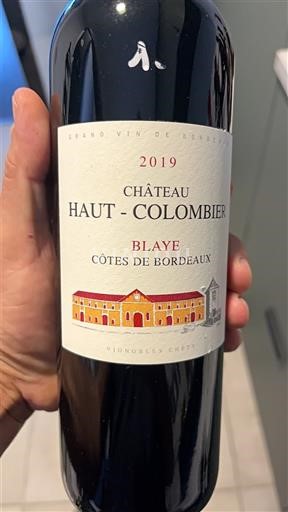 GRAND VIN DE BORDEAUX
2019
CHÂTEAU
HAUT - COLOMBIER
BLAYE
CÔTES DE BORDEAUX
VIGNOBLES CHÉTY